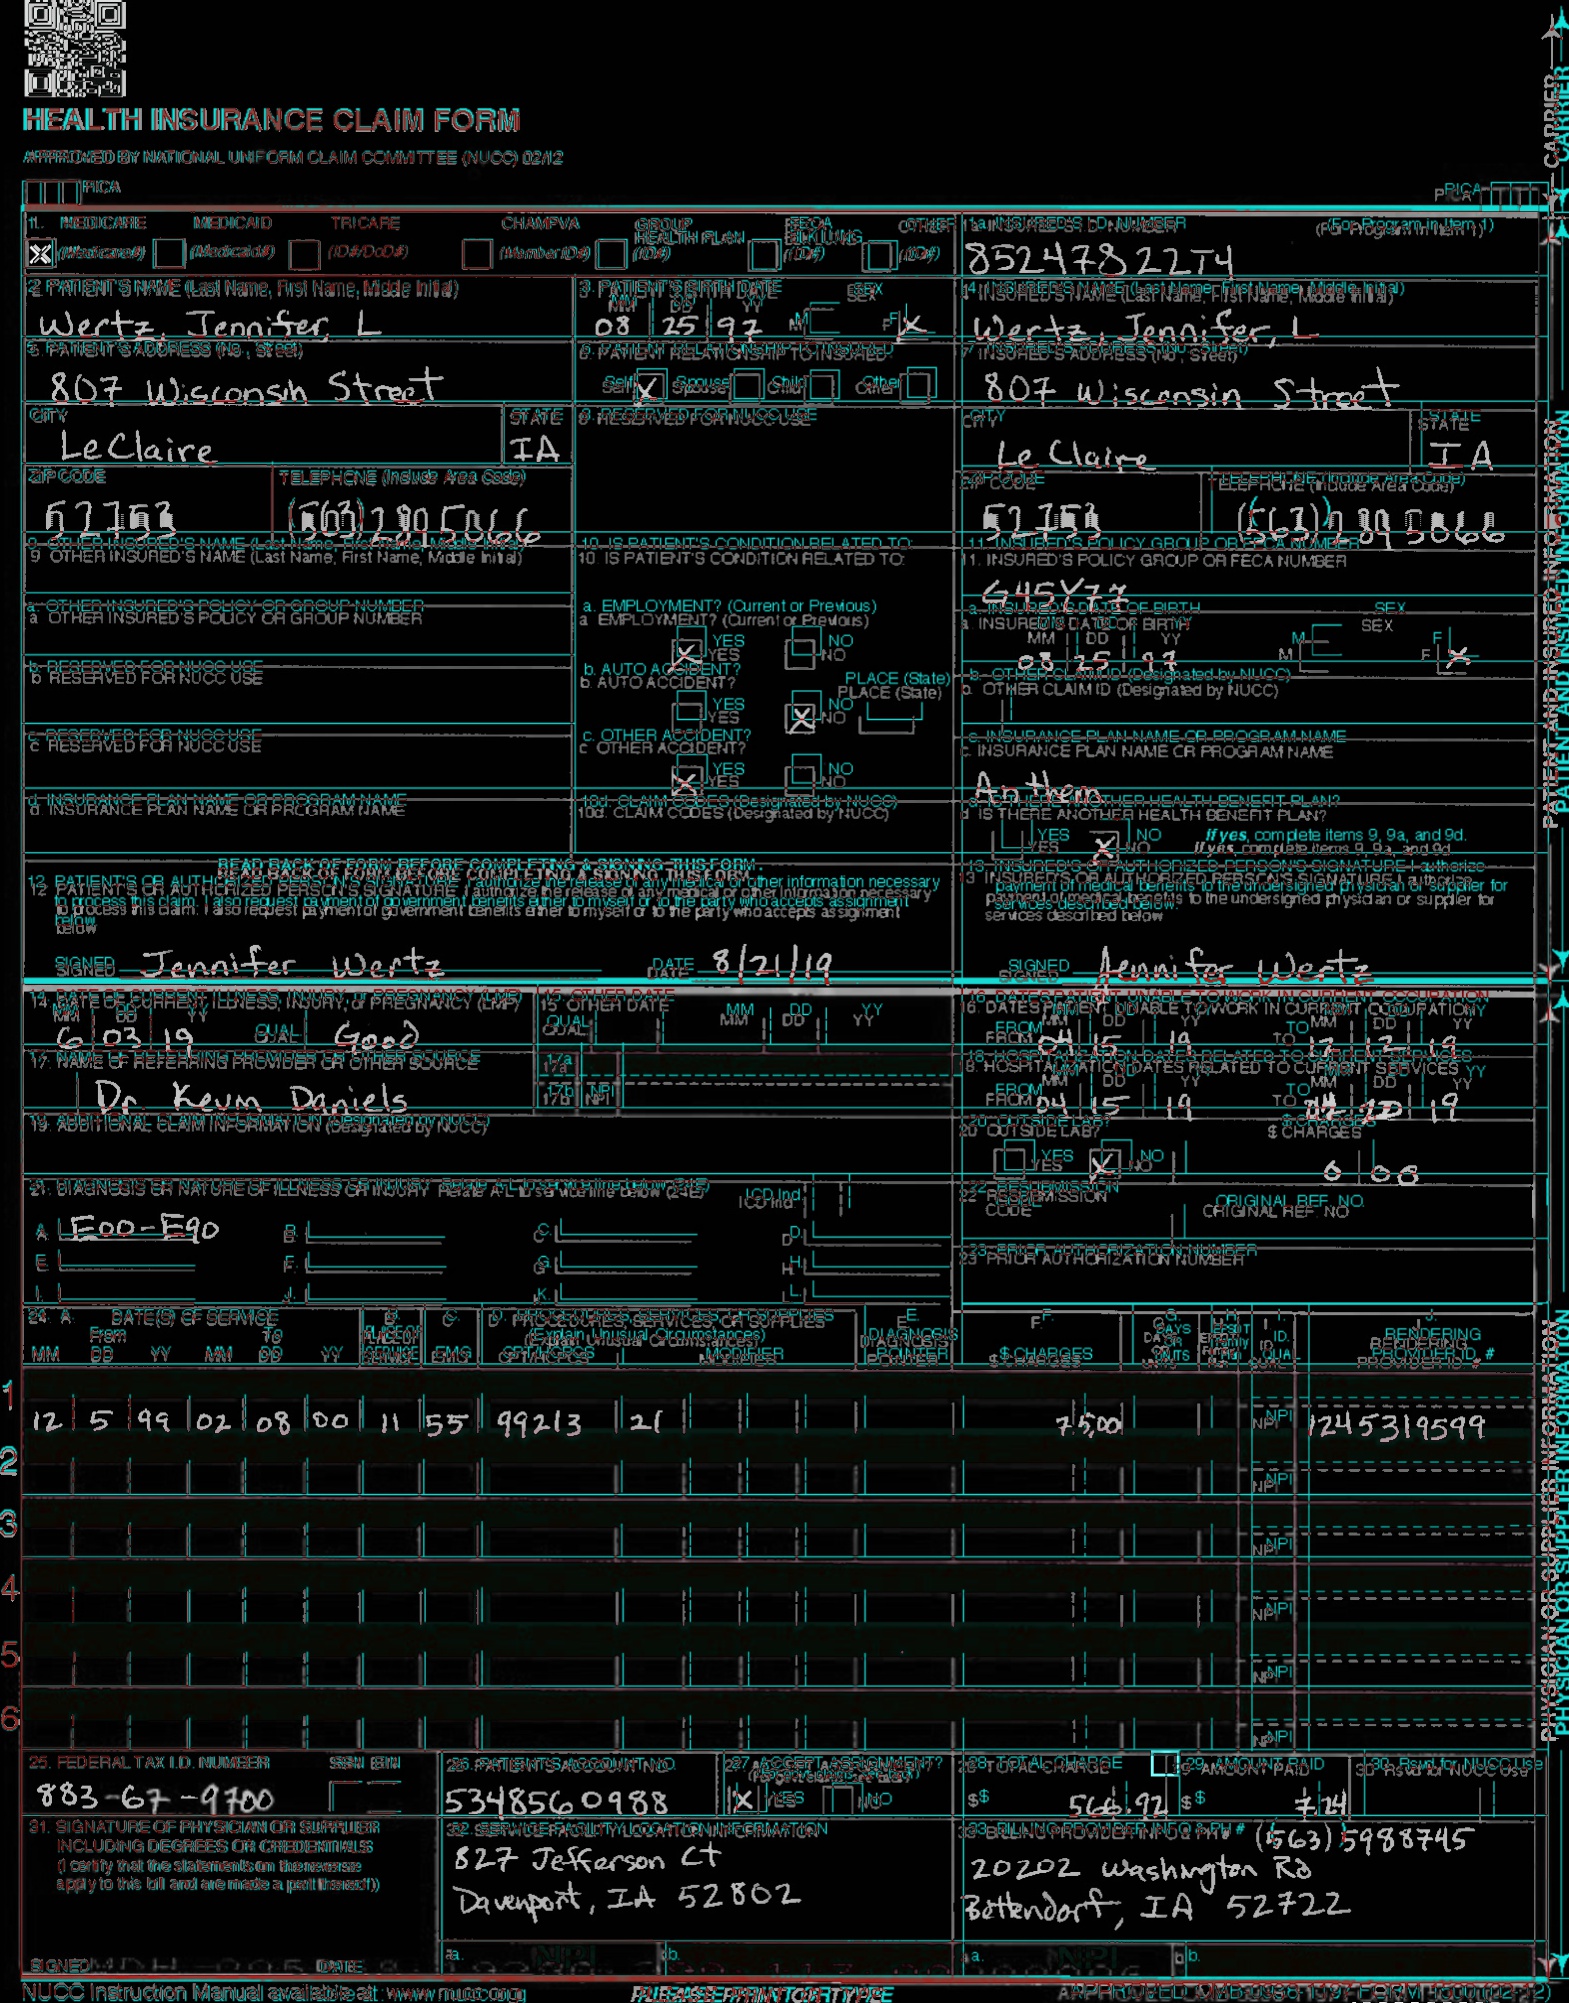 HEALTH INSURANCE CLAIM FORM
APPROVED BY NATIONAL UNIFORM CLAIM COMMITTEE (NUCC) 02/12
PICA
PICA
CARRIER
1. MEDICARE MEDICAID TRICARE CHAMPVA GROUP HEALTH PLAN FECA BLK LUNG OTHER
(Medicare#) (Medicaid#) (ID#/DoD#) (Member ID#) (ID#) (ID#) (ID#)
1a. INSURED'S I.D. NUMBER (For Program in Item 1)
85247822T4
2. PATIENT'S NAME (Last Name, First Name, Middle Initial)
Wertz, Jennifer, L
3. PATIENT'S BIRTH DATE SEX
MM DD YY
08 25 97 M F X
4. INSURED'S NAME (Last Name, First Name, Middle Initial)
Wertz, Jennifer, L
5. PATIENT'S ADDRESS (No., Street)
807 Wisconsin Street
6. PATIENT RELATIONSHIP TO INSURED
Self X Spouse Child Other
7. INSURED'S ADDRESS (No., Street)
807 Wisconsin Street
CITY STATE
LeClaire IA
8. RESERVED FOR NUCC USE
CITY STATE
Le Claire IA
ZIP CODE TELEPHONE (Include Area Code)
52753 (563) 289 5066
ZIP CODE TELEPHONE (Include Area Code)
52753 (563) 289 5066
9. OTHER INSURED'S NAME (Last Name, First Name, Middle Initial)
10. IS PATIENT'S CONDITION RELATED TO:
11. INSURED'S POLICY GROUP OR FECA NUMBER
G45Y77
a. OTHER INSURED'S POLICY OR GROUP NUMBER
a. EMPLOYMENT? (Current or Previous)
X YES NO
a. INSURED'S DATE OF BIRTH SEX
MM DD YY
08 25 97 M F X
b. RESERVED FOR NUCC USE
b. AUTO ACCIDENT? PLACE (State)
YES X NO
b. OTHER CLAIM ID (Designated by NUCC)
c. RESERVED FOR NUCC USE
c. OTHER ACCIDENT?
X YES NO
c. INSURANCE PLAN NAME OR PROGRAM NAME
Anthem
d. INSURANCE PLAN NAME OR PROGRAM NAME
10d. CLAIM CODES (Designated by NUCC)
d. IS THERE ANOTHER HEALTH BENEFIT PLAN?
YES X NO If yes, complete items 9, 9a, and 9d.
READ BACK OF FORM BEFORE COMPLETING & SIGNING THIS FORM.
12. PATIENT'S OR AUTHORIZED PERSON'S SIGNATURE I authorize the release of any medical or other information necessary
to process this claim. I also request payment of government benefits either to myself or to the party who accepts assignment
below.
SIGNED Jennifer Wertz DATE 8/21/19
13. INSURED'S OR AUTHORIZED PERSON'S SIGNATURE I authorize
payment of medical benefits to the undersigned physician or supplier for
services described below.
SIGNED Jennifer Wertz
PATIENT AND INSURED INFORMATION
14. DATE OF CURRENT ILLNESS, INJURY, or PREGNANCY (LMP)
MM DD YY
6 03 19 QUAL. Good
15. OTHER DATE
QUAL. MM DD YY
16. DATES PATIENT UNABLE TO WORK IN CURRENT OCCUPATION
MM DD YY MM DD YY
FROM 04 15 19 TO 12 12 19
17. NAME OF REFERRING PROVIDER OR OTHER SOURCE
Dr. Kevin Daniels
17a.
17b. NPI
18. HOSPITALIZATION DATES RELATED TO CURRENT SERVICES
MM DD YY MM DD YY
FROM 04 15 19 TO 04 20 19
19. ADDITIONAL CLAIM INFORMATION (Designated by NUCC)
20. OUTSIDE LAB? $ CHARGES
YES X NO 0 00
21. DIAGNOSIS OR NATURE OF ILLNESS OR INJURY Relate A-L to service line below (24E) ICD Ind.
A. E00-E90 B. C. D.
E. F. G. H.
I. J. K. L.
22. RESUBMISSION CODE ORIGINAL REF. NO.
23. PRIOR AUTHORIZATION NUMBER
24. A. DATE(S) OF SERVICE B. C. D. PROCEDURES, SERVICES, OR SUPPLIES E. F. G. H. I. J.
From To PLACE OF (Explain Unusual Circumstances) DIAGNOSIS DAYS OR UNITS ID. RENDERING
MM DD YY MM DD YY SERVICE EMG CPT/HCPCS MODIFIER POINTER $ CHARGES QUAL. PROVIDER ID. #
1
12 5 99 02 08 00 11 55 99213 21 75,00 NPI 1245319599
2 NPI
3 NPI
4 NPI
5 NPI
6 NPI
PHYSICIAN OR SUPPLIER INFORMATION
25. FEDERAL TAX I.D. NUMBER SSN EIN
883-67-9700
26. PATIENT'S ACCOUNT NO.
5348560988
27. ACCEPT ASSIGNMENT?
(For govt. claims, see back)
X YES NO
28. TOTAL CHARGE
$ 566.92
29. AMOUNT PAID
$ 7.24
30. Rsvd for NUCC Use
31. SIGNATURE OF PHYSICIAN OR SUPPLIER
INCLUDING DEGREES OR CREDENTIALS
(I certify that the statements on the reverse
apply to this bill and are made a part thereof.)
SIGNED DATE
32. SERVICE FACILITY LOCATION INFORMATION
827 Jefferson Ct
Davenport, IA 52802
a. NPI b.
33. BILLING PROVIDER INFO & PH # (563) 5988745
20202 Washington Rd
Bettendorf, IA 52722
a. NPI b.
NUCC Instruction Manual available at: www.nucc.org
PLEASE PRINT OR TYPE